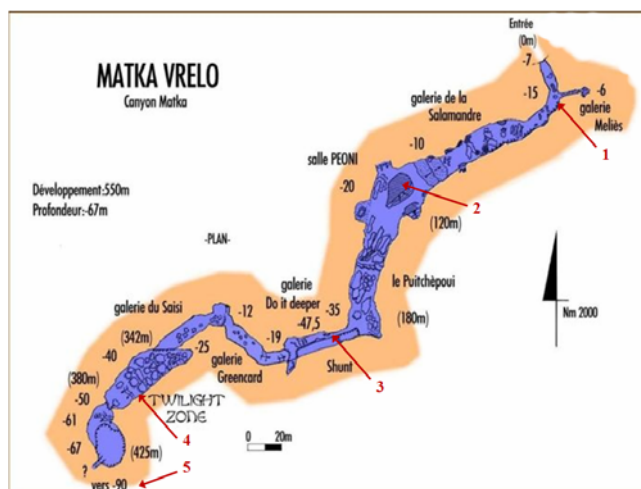 Entrée
(0m)
-7
MATKA VRELO
Canyon Matka
-15
-6
galerie
Meliès
1
galerie de la
Salamandre
-10
salle PEONI
-20
2
Développement:550m
Profondeur:-67m
(120m)
-PLAN-
galerie
Do it deeper
-35
-47,5
le Puitchèpoui
(180m)
Nm 2000
galerie du Saisi
-12
-19
(342m)
-25
-40
galerie
Greencard
Shunt
3
(380m)
-50
TWILIGHT
ZONE
4
-61
-67
(425m)
0
20m
?
vers -90
5